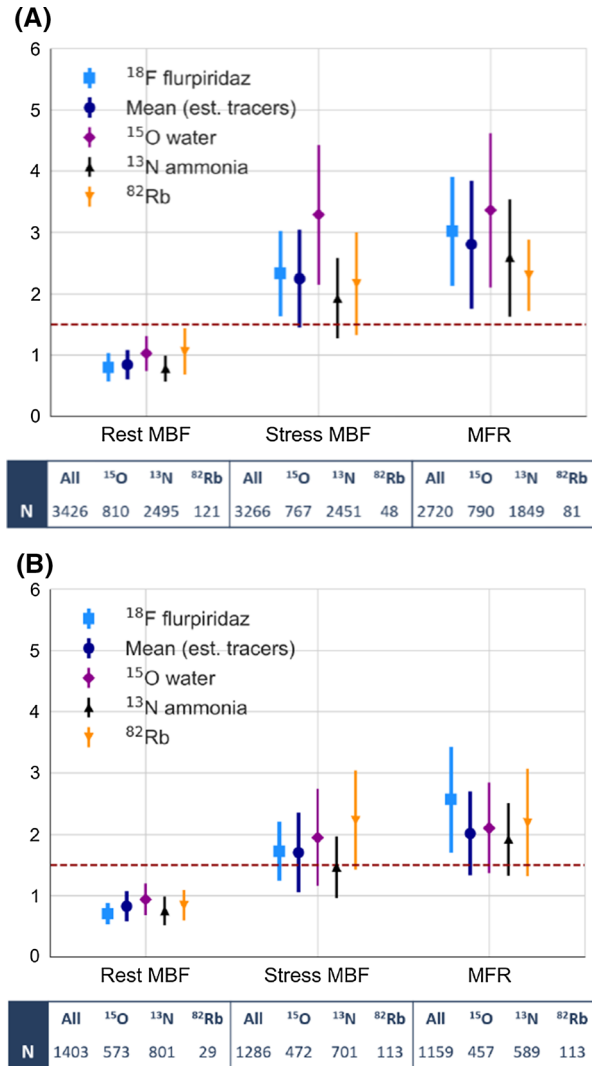 (A)
6
5
4
3
2
1
0
¹⁸F flurpiridaz
Mean (est. tracers)
¹⁵O water
¹³N ammonia
⁸²Rb
Rest MBF Stress MBF MFR
All ¹⁵O ¹³N ⁸²Rb All ¹⁵O ¹³N ⁸²Rb All ¹⁵O ¹³N ⁸²Rb
N 3426 810 2495 121 3266 767 2451 48 2720 790 1849 81
(B)
6
5
4
3
2
1
0
¹⁸F flurpiridaz
Mean (est. tracers)
¹⁵O water
¹³N ammonia
⁸²Rb
Rest MBF Stress MBF MFR
All ¹⁵O ¹³N ⁸²Rb All ¹⁵O ¹³N ⁸²Rb All ¹⁵O ¹³N ⁸²Rb
N 1403 573 801 29 1286 472 701 113 1159 457 589 113